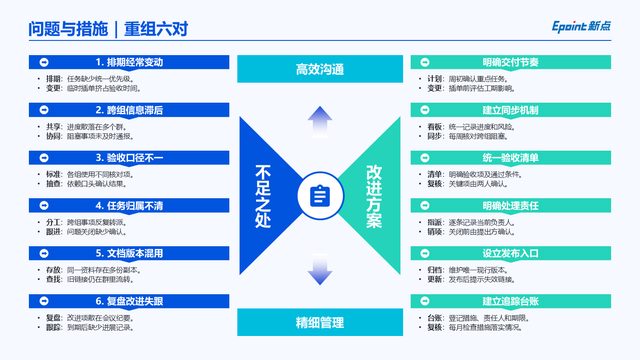 问题与措施｜重组六对
Epoint新点
1. 排期经常变动
• 排期：任务缺少统一优先级。
• 变更：临时插单挤占验收时间。
2. 跨组信息滞后
• 共享：进度散落在多个群。
• 协同：阻塞事项未及时通报。
3. 验收口径不一
• 标准：各组使用不同核对项。
• 抽查：依赖口头确认结果。
4. 任务归属不清
• 分工：跨组事项反复转派。
• 跟进：问题关闭缺少确认。
5. 文档版本混用
• 存放：同一资料存在多份副本。
• 查找：旧链接仍在群里流转。
6. 复盘改进失跟
• 复盘：改进项散在会议纪要。
• 跟踪：到期后缺少进展记录。
高效沟通
不足之处
改进方案
精细管理
明确交付节奏
• 计划：周初确认重点任务。
• 变更：插单前评估工期影响。
建立同步机制
• 看板：统一记录进度和风险。
• 同步：每周核对跨组阻塞。
统一验收清单
• 清单：明确验收项及通过条件。
• 复核：关键项由两人确认。
明确处理责任
• 指派：逐条记录当前负责人。
• 销项：关闭前由提出方确认。
设立发布入口
• 归档：维护唯一现行版本。
• 更新：发布后提示失效链接。
建立追踪台账
• 台账：登记措施、责任人和期限。
• 复核：每月检查措施落实情况。